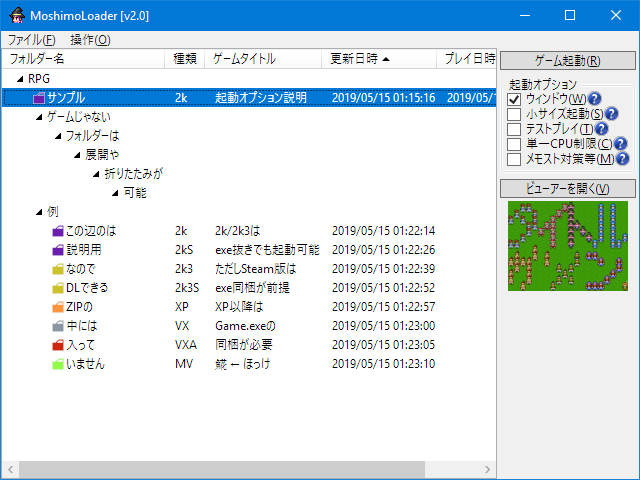 MoshimoLoader [v2.0]
ファイル(F) 操作(O)
フォルダー名 種類 ゲームタイトル 更新日時 プレイ日時
RPG
サンプル 2k 起動オプション説明 2019/05/15 01:15:16 2019/05/
ゲームじゃない
フォルダーは
展開や
折りたたみが
可能
例
この辺のは 2k 2k/2k3は 2019/05/15 01:22:14
説明用 2kS exe抜きでも起動可能 2019/05/15 01:22:26
なので 2k3 ただしSteam版は 2019/05/15 01:22:39
DLできる 2k3S exe同梱が前提 2019/05/15 01:22:52
ZIPの XP XP以降は 2019/05/15 01:22:57
中には VX Game.exeの 2019/05/15 01:23:00
入って VXA 同梱が必要 2019/05/15 01:23:05
いません MV 𩸽 ← ほっけ 2019/05/15 01:23:10
ゲーム起動(R)
起動オプション
ウィンドウ(W)
小サイズ起動(S)
テストプレイ(T)
単一CPU制限(C)
メモスト対策等(M)
ビューアーを開く(V)